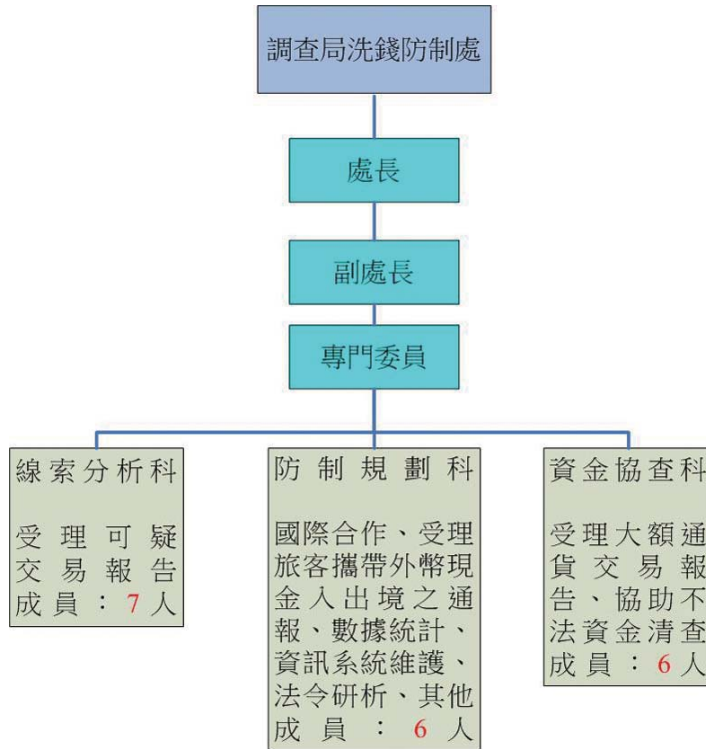 調查局洗錢防制處
處長
副處長
專門委員
線索分析科
受理可疑
交易報告
成員：7人
防制規劃科
國際合作、受理
旅客攜帶外幣現
金入出境之通
報、數據統計、
資訊系統維護、
法令研析、其他
成員：6人
資金協查科
受理大額通
貨交易報
告、協助不
法資金清查
成員：6人